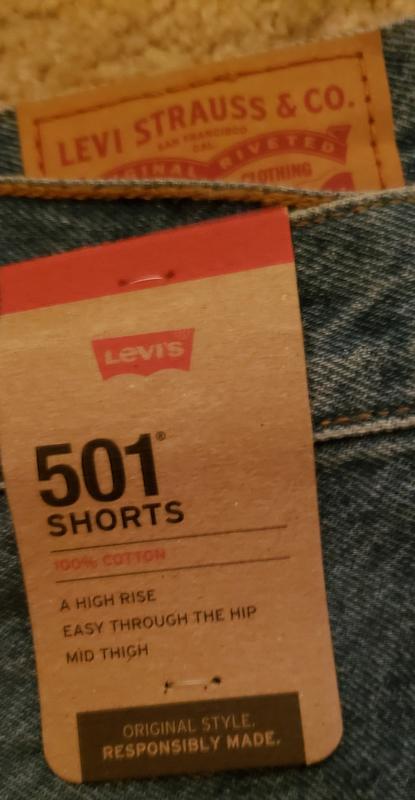 LEVI STRAUSS & CO.
SAN FRANCISCO
CAL.
RIVETED
CLOTHING
Levi's
501®
SHORTS
100% COTTON
A HIGH RISE
EASY THROUGH THE HIP
MID THIGH
ORIGINAL STYLE.
RESPONSIBLY MADE.